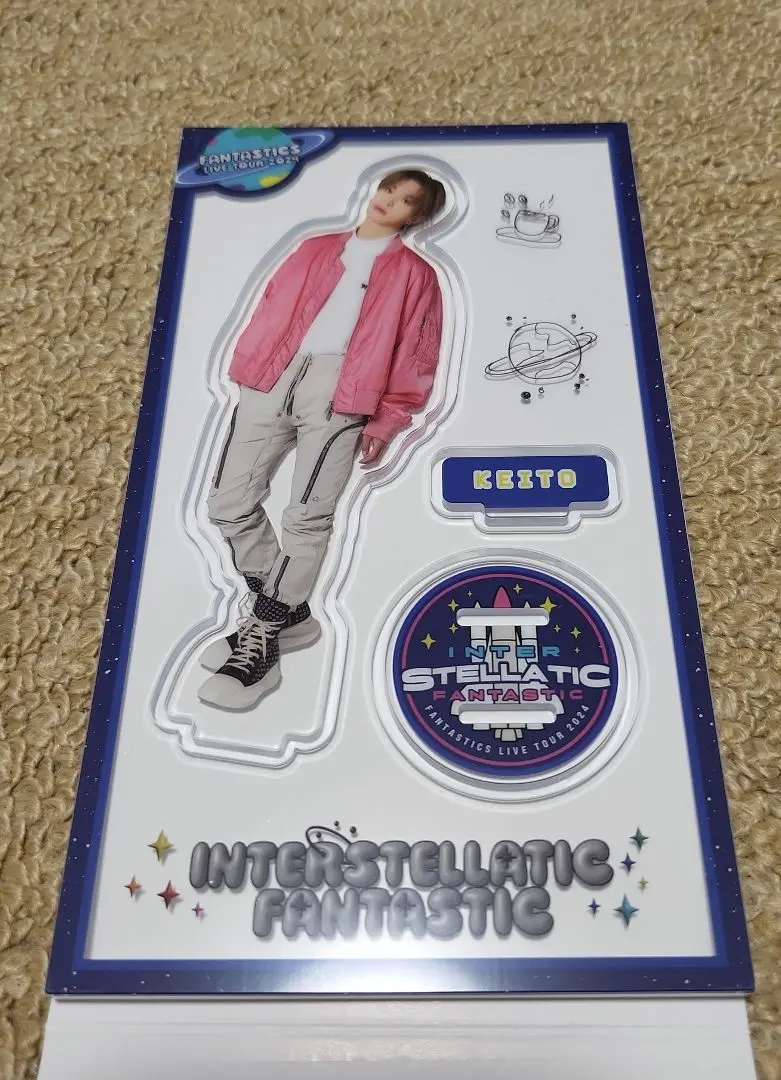 FANTASTICS
LIVE TOUR 2024
KEITO
INTER
STELLATIC
FANTASTIC
FANTASTICS LIVE TOUR 2024
INTERSTELLATIC
FANTASTIC